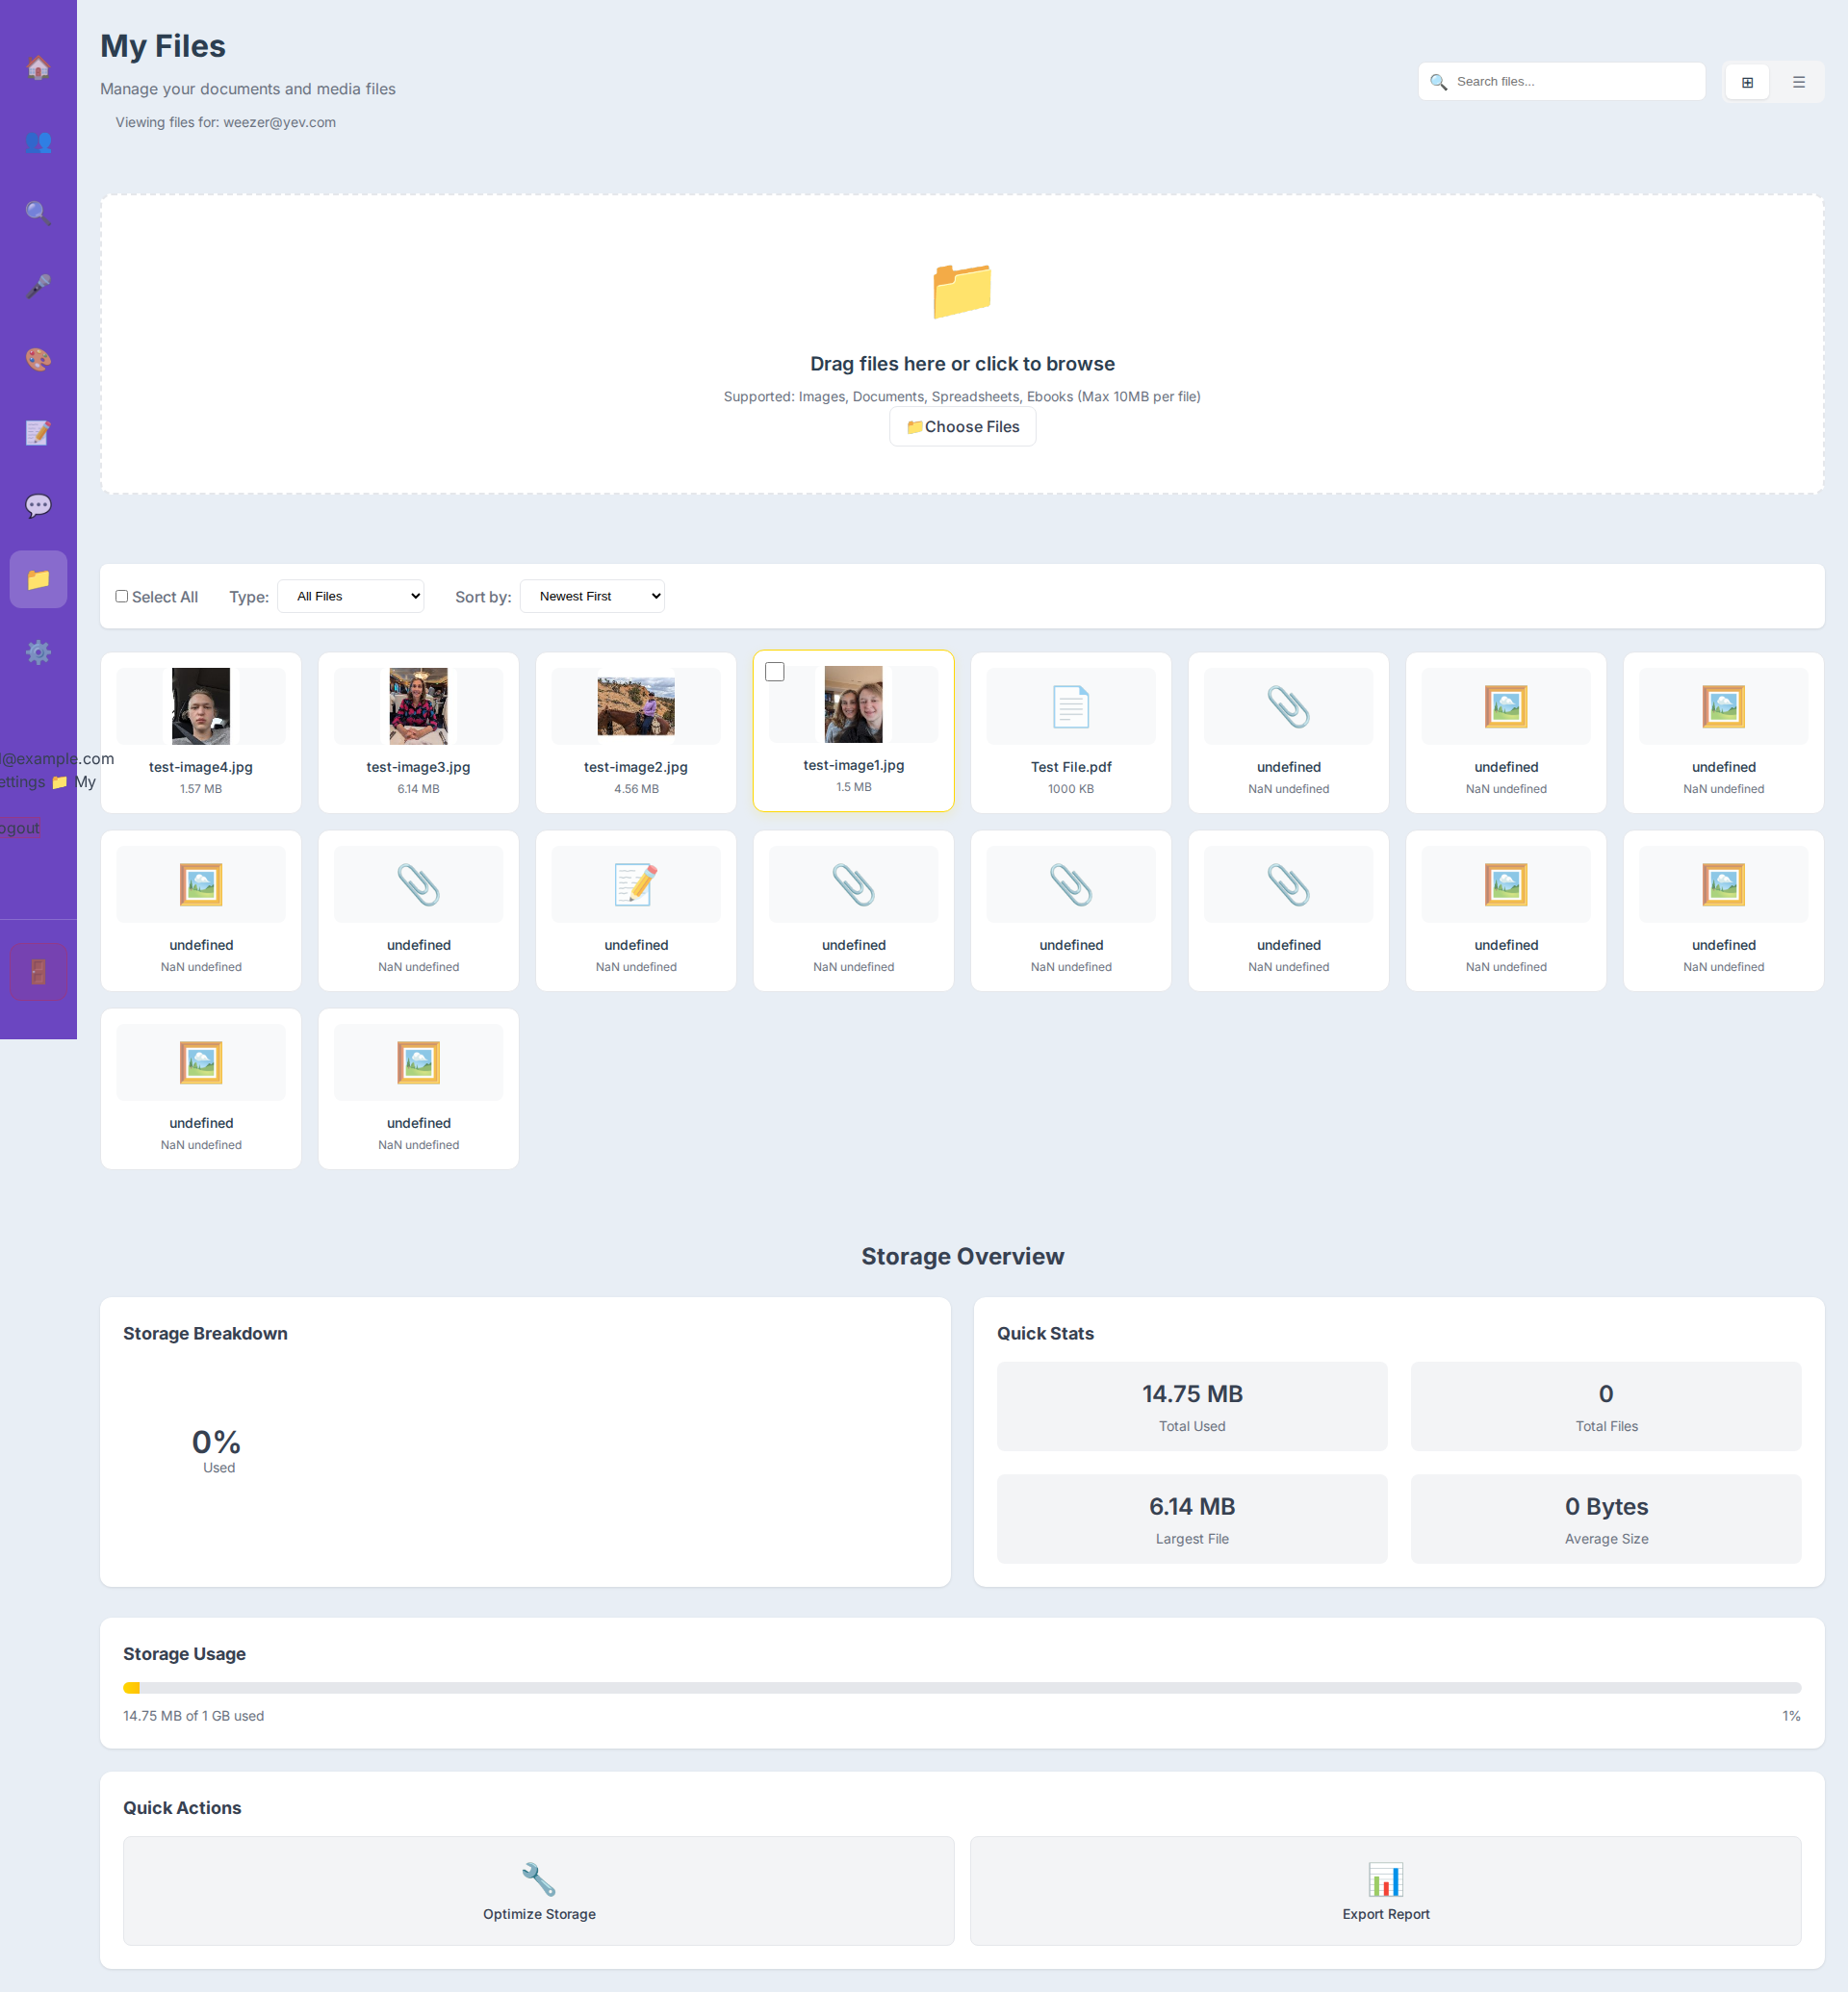 My Files
Manage your documents and media files
Viewing files for: weezer@yev.com
Search files...
Drag files here or click to browse
Supported: Images, Documents, Spreadsheets, Ebooks (Max 10MB per file)
Choose Files
Select All Type: All Files Sort by: Newest First
@example.com
ettings My
ogout
test-image4.jpg
1.57 MB
test-image3.jpg
6.14 MB
test-image2.jpg
4.56 MB
test-image1.jpg
1.5 MB
Test File.pdf
1000 KB
undefined
NaN undefined
undefined
NaN undefined
undefined
NaN undefined
undefined
NaN undefined
undefined
NaN undefined
undefined
NaN undefined
undefined
NaN undefined
undefined
NaN undefined
undefined
NaN undefined
undefined
NaN undefined
undefined
NaN undefined
undefined
NaN undefined
undefined
NaN undefined
Storage Overview
Storage Breakdown
0%
Used
Quick Stats
14.75 MB
Total Used
0
Total Files
6.14 MB
Largest File
0 Bytes
Average Size
Storage Usage
14.75 MB of 1 GB used
1%
Quick Actions
Optimize Storage
Export Report